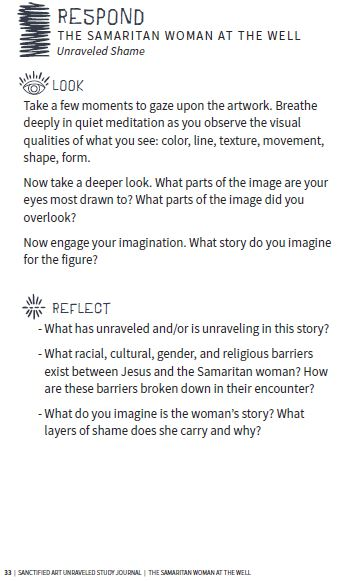 RESPOND
THE SAMARITAN WOMAN AT THE WELL
Unraveled Shame
LOOK
Take a few moments to gaze upon the artwork. Breathe
deeply in quiet meditation as you observe the visual
qualities of what you see: color, line, texture, movement,
shape, form.
Now take a deeper look. What parts of the image are your
eyes most drawn to? What parts of the image did you
overlook?
Now engage your imagination. What story do you imagine
for the figure?
REFLECT
- What has unraveled and/or is unraveling in this story?
- What racial, cultural, gender, and religious barriers
exist between Jesus and the Samaritan woman? How
are these barriers broken down in their encounter?
- What do you imagine is the woman's story? What
layers of shame does she carry and why?
33 | SANCTIFIED ART UNRAVELED STUDY JOURNAL | THE SAMARITAN WOMAN AT THE WELL